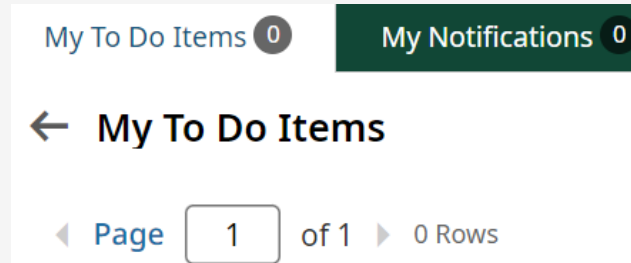 My To Do Items 0 My Notifications 0
My To Do Items
Page 1 of 1 0 Rows